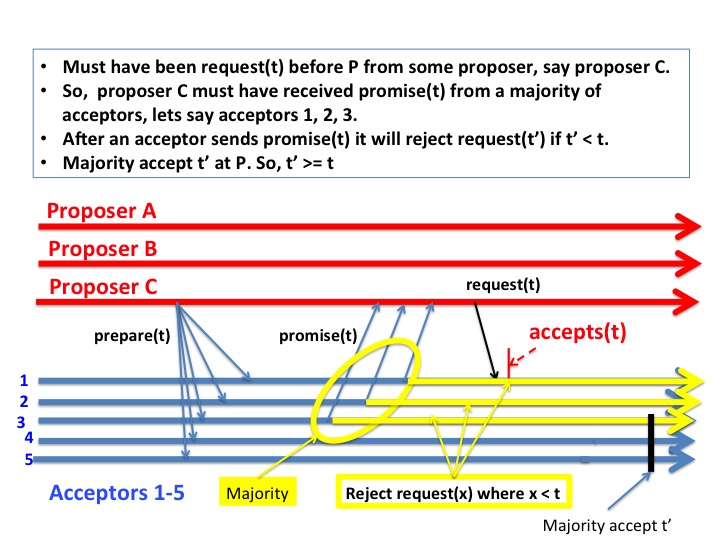 • Must have been request(t) before P from some proposer, say proposer C.
• So,  proposer C must have received promise(t) from a majority of
acceptors, lets say acceptors 1, 2, 3.
• After an acceptor sends promise(t) it will reject request(t’) if t’ < t.
• Majority accept t’ at P. So, t’ >= t
Proposer A
Proposer B
Proposer C
request(t)
prepare(t)
promise(t)
accepts(t)
1
2
3
4
5
Acceptors 1-5
Majority
Reject request(x) where x < t
Majority accept t’